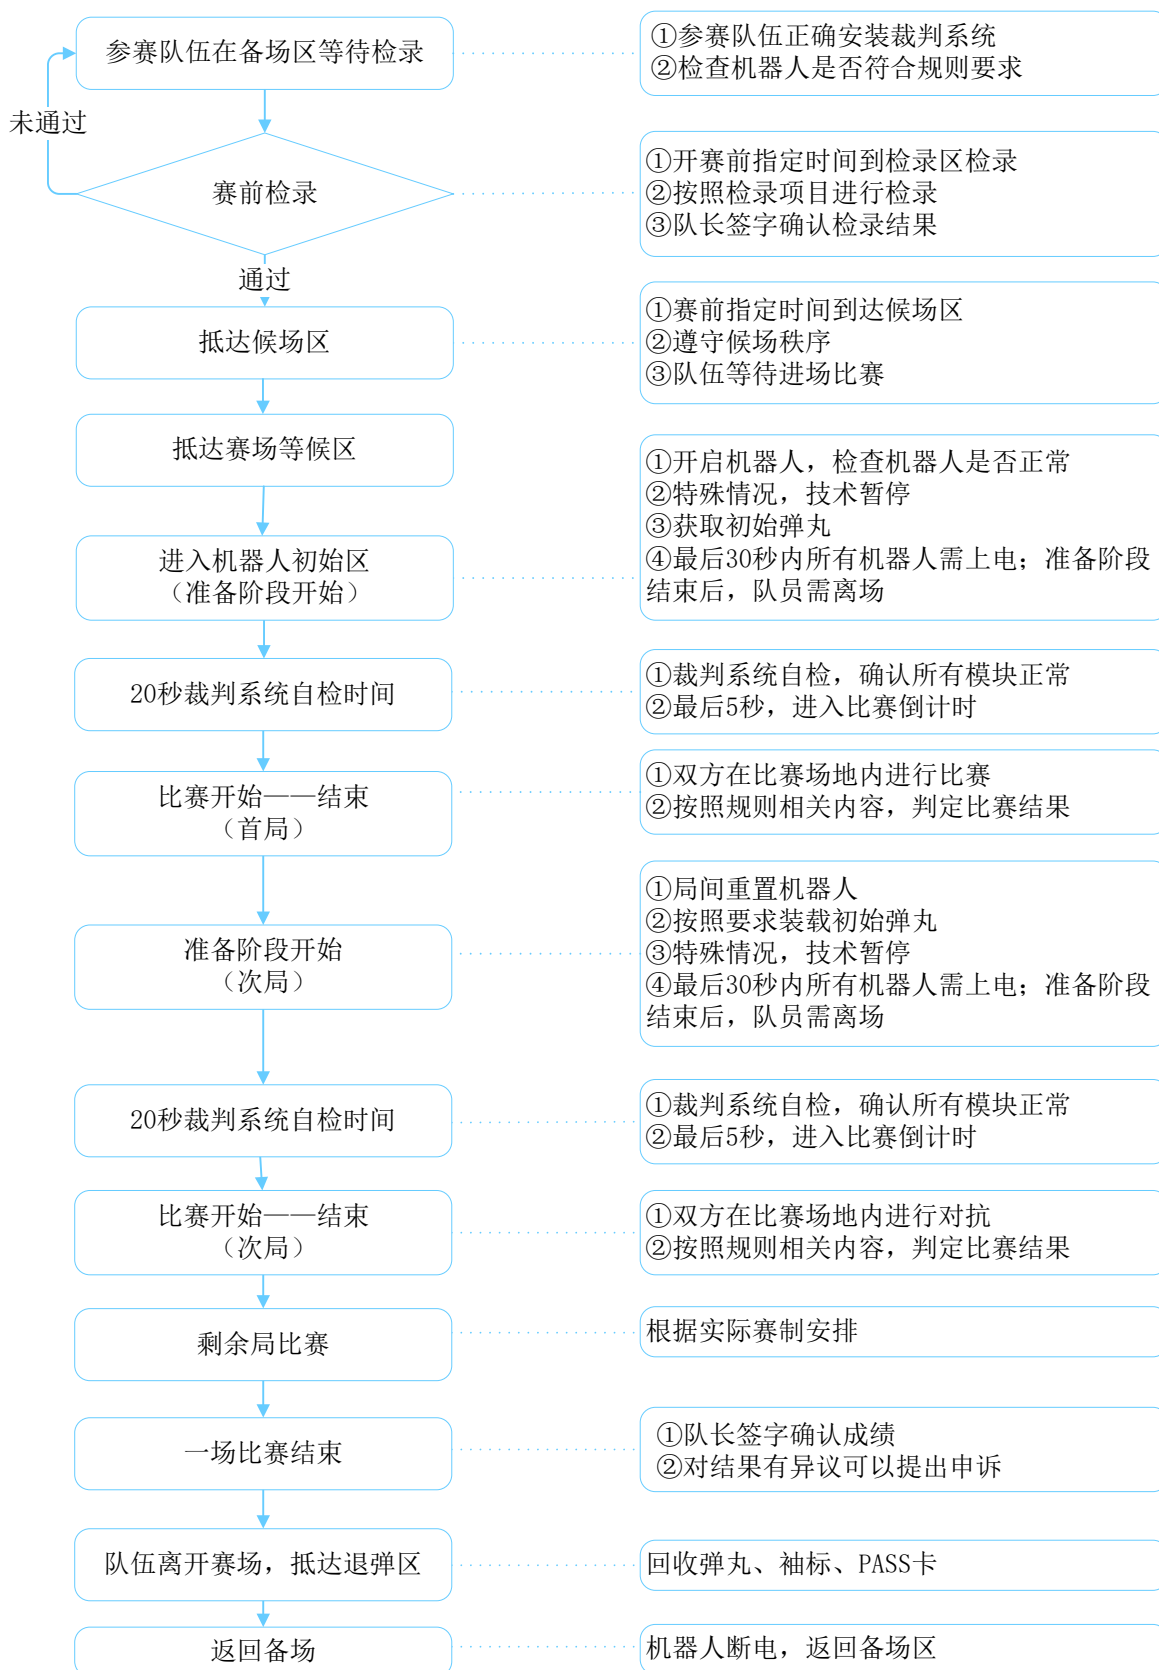 参赛队伍在备场区等待检录
①参赛队伍正确安装裁判系统
②检查机器人是否符合规则要求
未通过
赛前检录
①开赛前指定时间到检录区检录
②按照检录项目进行检录
③队长签字确认检录结果
通过
抵达候场区
①赛前指定时间到达候场区
②遵守候场秩序
③队伍等待进场比赛
抵达赛场等候区
进入机器人初始区
（准备阶段开始）
①开启机器人，检查机器人是否正常
②特殊情况，技术暂停
③获取初始弹丸
④最后30秒内所有机器人需上电；准备阶段
结束后，队员需离场
20秒裁判系统自检时间
①裁判系统自检，确认所有模块正常
②最后5秒，进入比赛倒计时
比赛开始——结束
（首局）
①双方在比赛场地内进行比赛
②按照规则相关内容，判定比赛结果
准备阶段开始
（次局）
①局间重置机器人
②按照要求装载初始弹丸
③特殊情况，技术暂停
④最后30秒内所有机器人需上电；准备阶段
结束后，队员需离场
20秒裁判系统自检时间
①裁判系统自检，确认所有模块正常
②最后5秒，进入比赛倒计时
比赛开始——结束
（次局）
①双方在比赛场地内进行对抗
②按照规则相关内容，判定比赛结果
剩余局比赛
根据实际赛制安排
一场比赛结束
①队长签字确认成绩
②对结果有异议可以提出申诉
队伍离开赛场，抵达退弹区
回收弹丸、袖标、PASS卡
返回备场
机器人断电，返回备场区